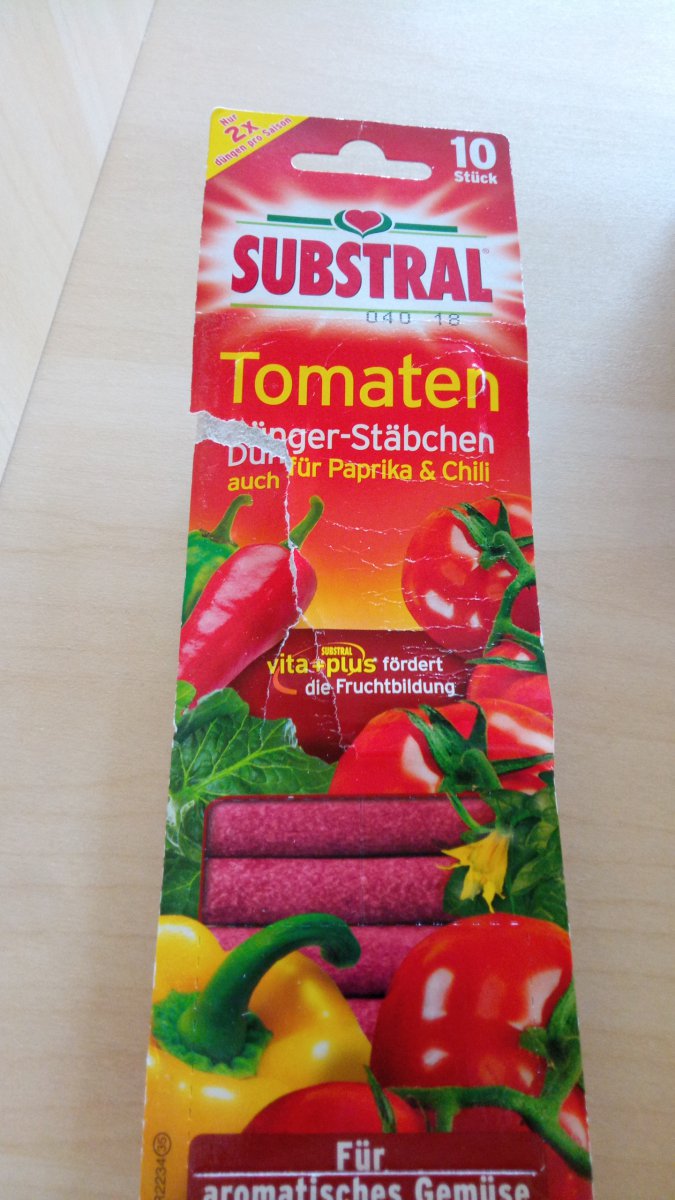 Nur
2x
düngen pro Saison
10
Stück
SUBSTRAL®
040 18
Tomaten
Dünger-Stäbchen
auch für Paprika & Chili
SUBSTRAL
vita+plus® fördert
die Fruchtbildung
Für
aromatisches Gemüse